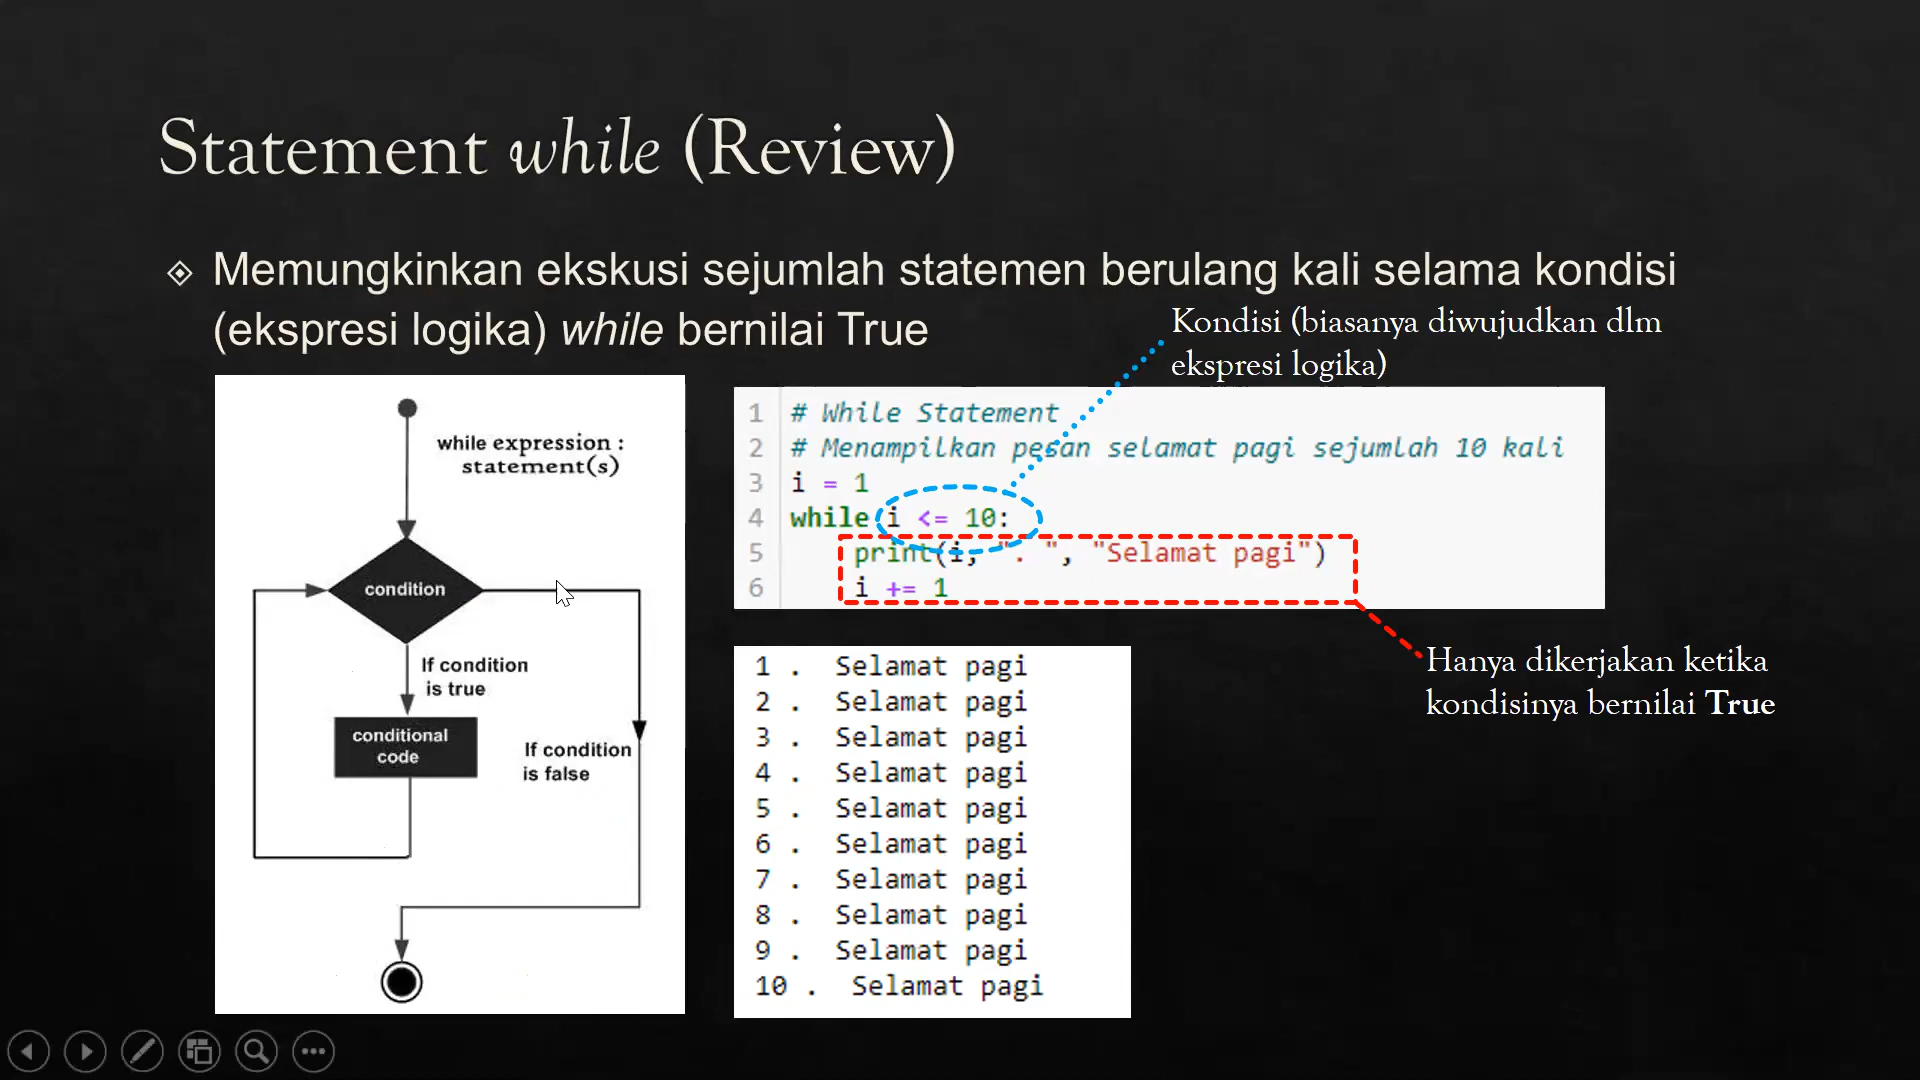 Statement while (Review)
Memungkinkan ekskusi sejumlah statemen berulang kali selama kondisi
(ekspresi logika) while bernilai True
Kondisi (biasanya diwujudkan dlm
ekspresi logika)
while expression :
statement(s)
condition
If condition
is true
conditional
code
If condition
is false
1 # While Statement
2 # Menampilkan pesan selamat pagi sejumlah 10 kali
3 i = 1
4 while i <= 10:
5 print(i, ". ", "Selamat pagi")
6 i += 1
Hanya dikerjakan ketika
kondisinya bernilai True
1 .  Selamat pagi
2 .  Selamat pagi
3 .  Selamat pagi
4 .  Selamat pagi
5 .  Selamat pagi
6 .  Selamat pagi
7 .  Selamat pagi
8 .  Selamat pagi
9 .  Selamat pagi
10 .  Selamat pagi